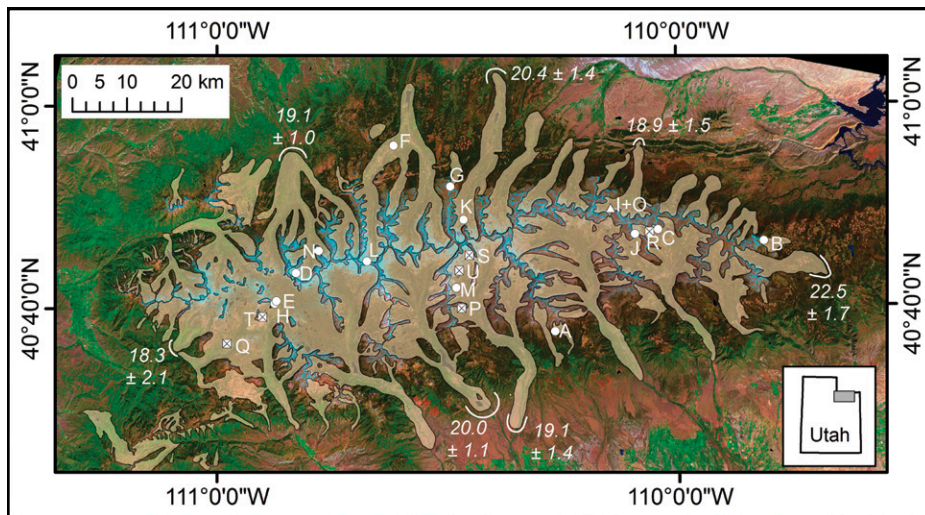 111°0'0"W 110°0'0"W
0 5 10 20 km
41°0'0"N
40°40'0"N
41°0'0"N
40°40'0"N
20.4 ± 1.4
19.1
± 1.0
18.9 ± 1.5
F
G
K
I+O
J
R
C
B
N
L
S
D
U
M
E
H
T
P
A
Q
22.5
± 1.7
18.3
± 2.1
20.0
± 1.1
19.1
± 1.4
Utah
111°0'0"W 110°0'0"W